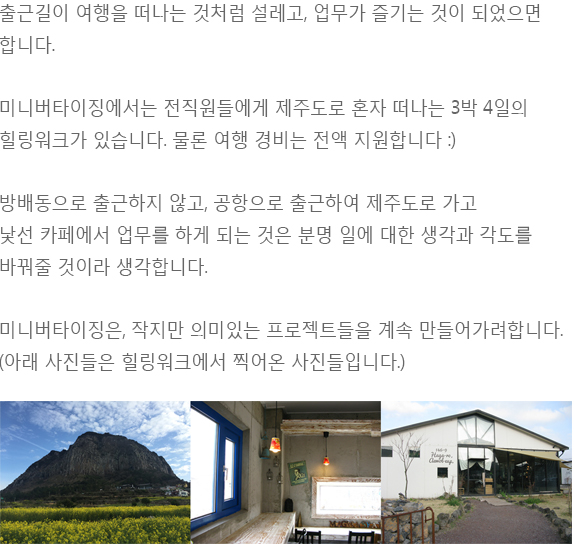 출근길이 여행을 떠나는 것처럼 설레고, 업무가 즐기는 것이 되었으면
합니다.
미니버타이징에서는 전직원들에게 제주도로 혼자 떠나는 3박 4일의
힐링워크가 있습니다. 물론 여행 경비는 전액 지원합니다 :)
방배동으로 출근하지 않고, 공항으로 출근하여 제주도로 가고
낯선 카페에서 업무를 하게 되는 것은 분명 일에 대한 생각과 각도를
바꿔줄 것이라 생각합니다.
미니버타이징은, 작지만 의미있는 프로젝트들을 계속 만들어가려합니다.
(아래 사진들은 힐링워크에서 찍어온 사진들입니다.)